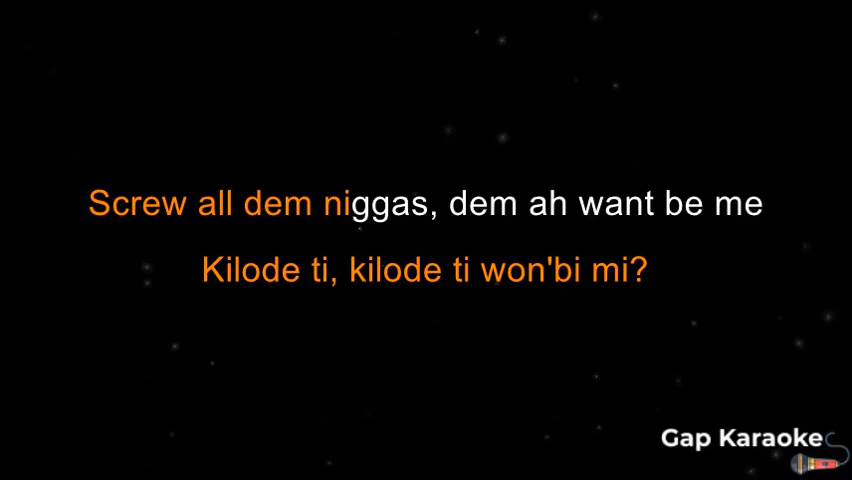 Screw all dem niggas, dem ah want be me
Kilode ti, kilode ti won'bi mi?
Gap Karaoke